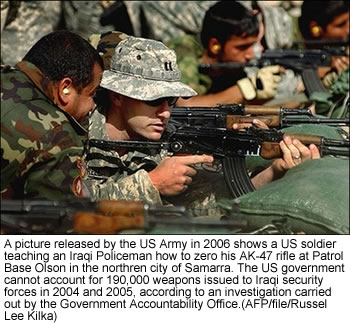 A picture released by the US Army in 2006 shows a US soldier
teaching an Iraqi Policeman how to zero his AK-47 rifle at Patrol
Base Olson in the northren city of Samarra. The US government
cannot account for 190,000 weapons issued to Iraqi security
forces in 2004 and 2005, according to an investigation carried
out by the Government Accountability Office.(AFP/file/Russel
Lee Kilka)